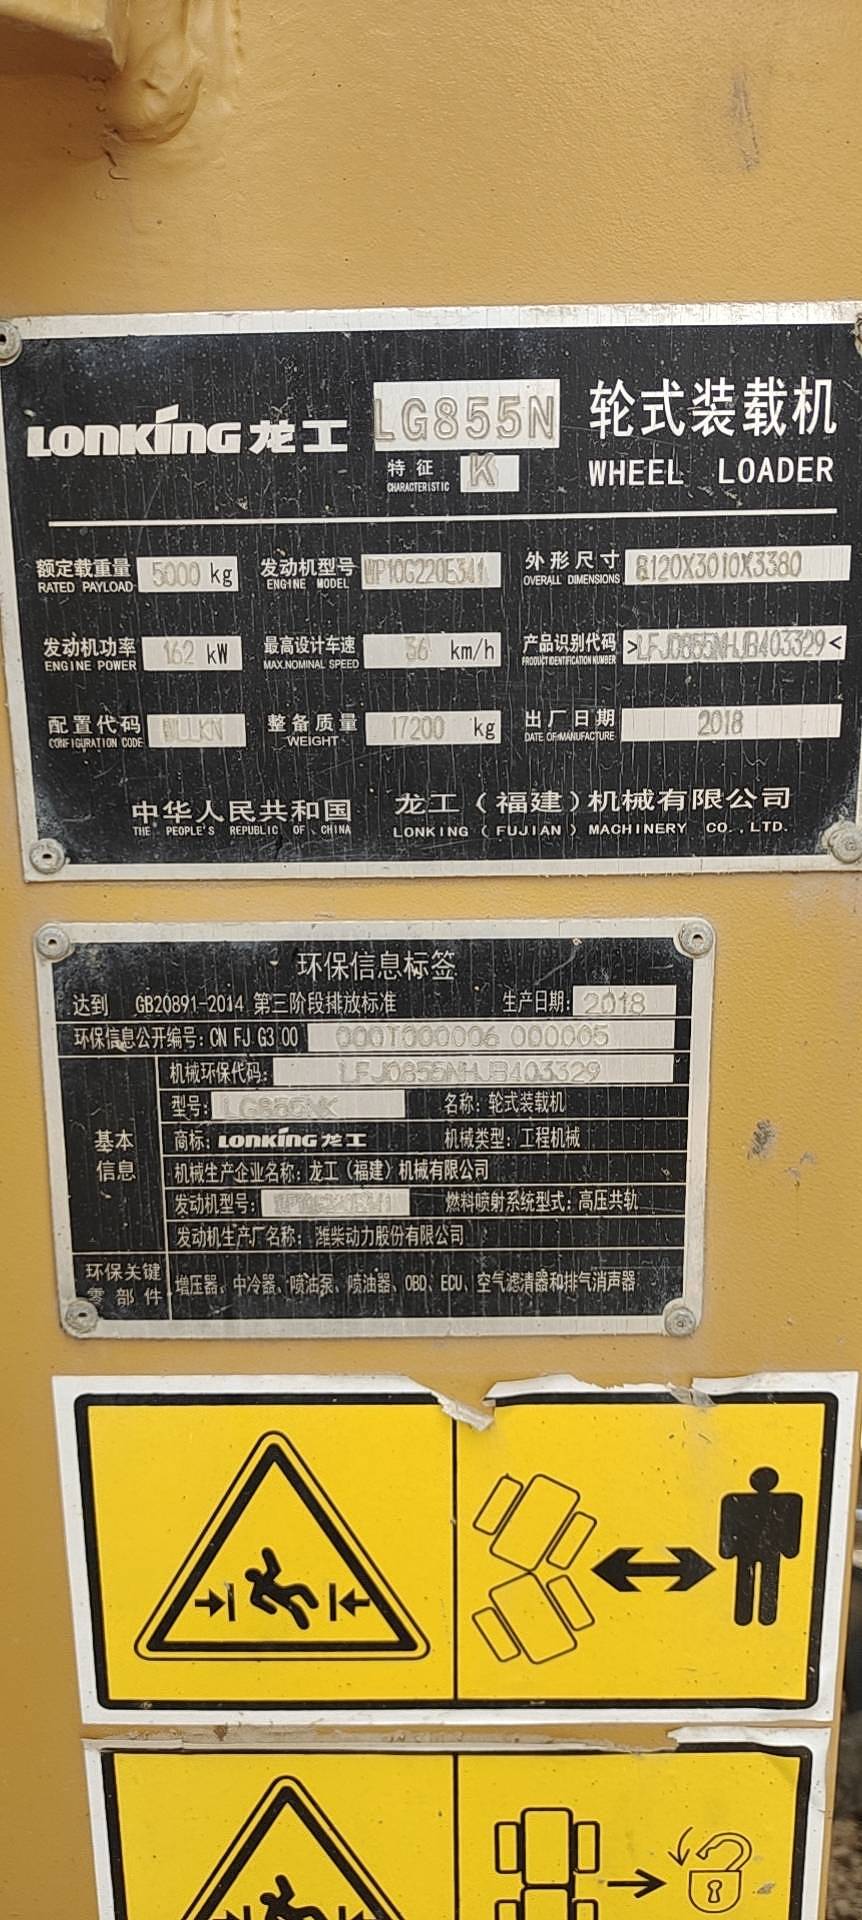 LONKING 龙工 LG855N 轮式装载机
特征 K WHEEL LOADER
CHARACTERISTIC
额定载重量 5000 kg 发动机型号 WP10G220E341 外形尺寸 8120X3010X3380
RATED PAYLOAD ENGINE MODEL OVERALL DIMENSIONS
发动机功率 162 kW 最高设计车速 36 km/h 产品识别代码 >LFJ0855NHJB403329<
ENGINE POWER MAX.NOMINAL SPEED PRODUCT IDENTIFICATION NUMBER
配置代码 WLLKN 整备质量 17200 kg 出厂日期 2018
CONFIGURATION CODE WEIGHT DATE OF MANUFACTURE
中华人民共和国 龙工(福建)机械有限公司
THE PEOPLE'S REPUBLIC OF CHINA LONKING (FUJIAN) MACHINERY CO.,LTD.
环保信息标签
达到 GB20891-2014 第三阶段排放标准 生产日期: 2018
环保信息公开编号: CN FJ G3 00 000T000006 000005
机械环保代码: LFJ0855NHJB403329
型号: LG855NK 名称: 轮式装载机
基本信息
商标: LONKING 龙工 机械类型: 工程机械
机械生产企业名称: 龙工(福建)机械有限公司
发动机型号: WP10G220E341 燃料喷射系统型式: 高压共轨
发动机生产厂名称: 潍柴动力股份有限公司
环保关键
零部件
增压器、中冷器、喷油泵、喷油器、OBD、ECU、空气滤清器和排气消声器